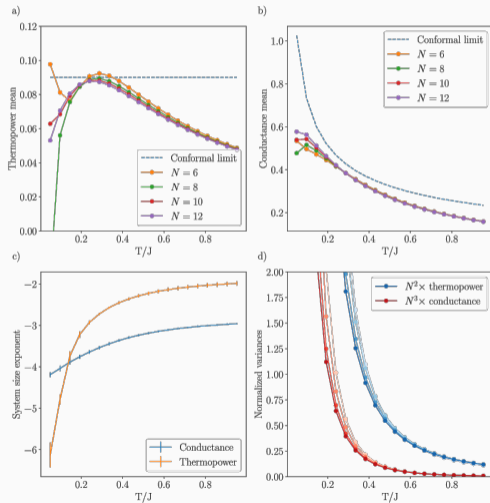 a)
0.12
0.10
0.08
0.06
0.04
0.02
0.00
Thermopower mean
Conformal limit
N = 6
N = 8
N = 10
N = 12
0.2
0.4
0.6
0.8
T/J
b)
1.0
0.8
0.6
0.4
0.2
Conductance mean
Conformal limit
N = 6
N = 8
N = 10
N = 12
0.2
0.4
0.6
0.8
T/J
c)
−2
−3
−4
−5
−6
System size exponent
Conductance
Thermopower
0.2
0.4
0.6
0.8
T/J
d)
2.00
1.75
1.50
1.25
1.00
0.75
0.50
0.25
0.00
Normalized variances
N²× thermopower
N³× conductance
0.2
0.4
0.6
0.8
T/J